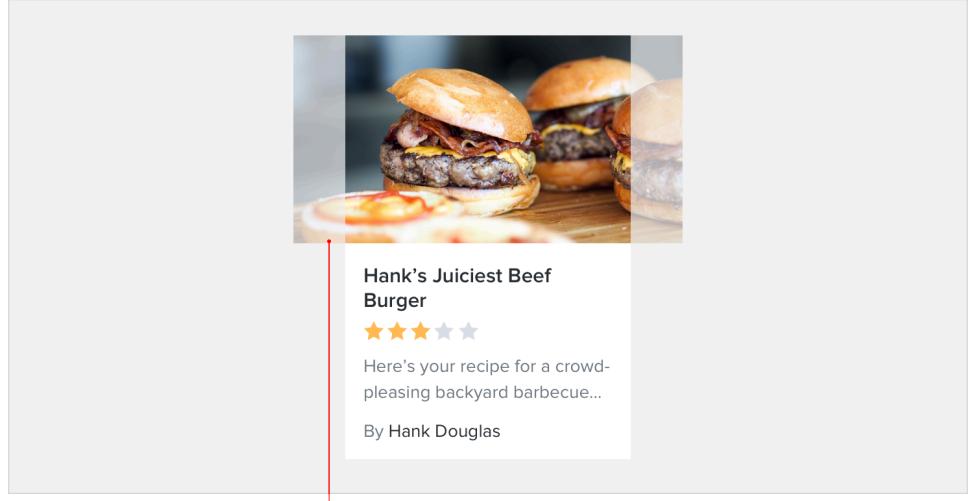 Hank’s Juiciest Beef
Burger
Here’s your recipe for a crowd-
pleasing backyard barbecue...
By Hank Douglas